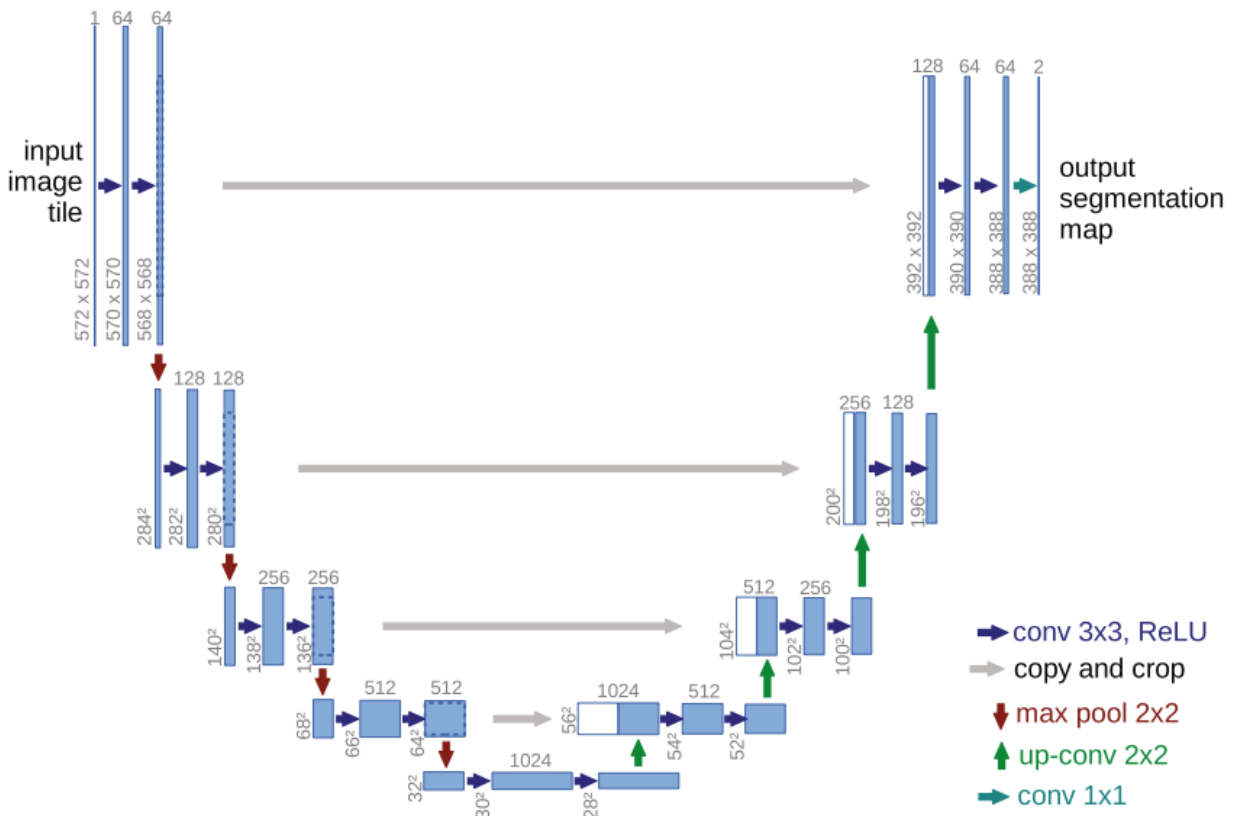 1 64 64
128 64 64 2
input
image
tile
output
segmentation
map
572 x 572
570 x 570
568 x 568
392 x 392
390 x 390
388 x 388
388 x 388
128 128
256 128
284²
282²
280²
200²
198²
196²
256 256
512 256
140²
138²
136²
104²
102²
100²
512 512
1024 512
68²
66²
64²
56²
54²
52²
1024
32²
30²
28²
conv 3x3, ReLU
copy and crop
max pool 2x2
up-conv 2x2
conv 1x1